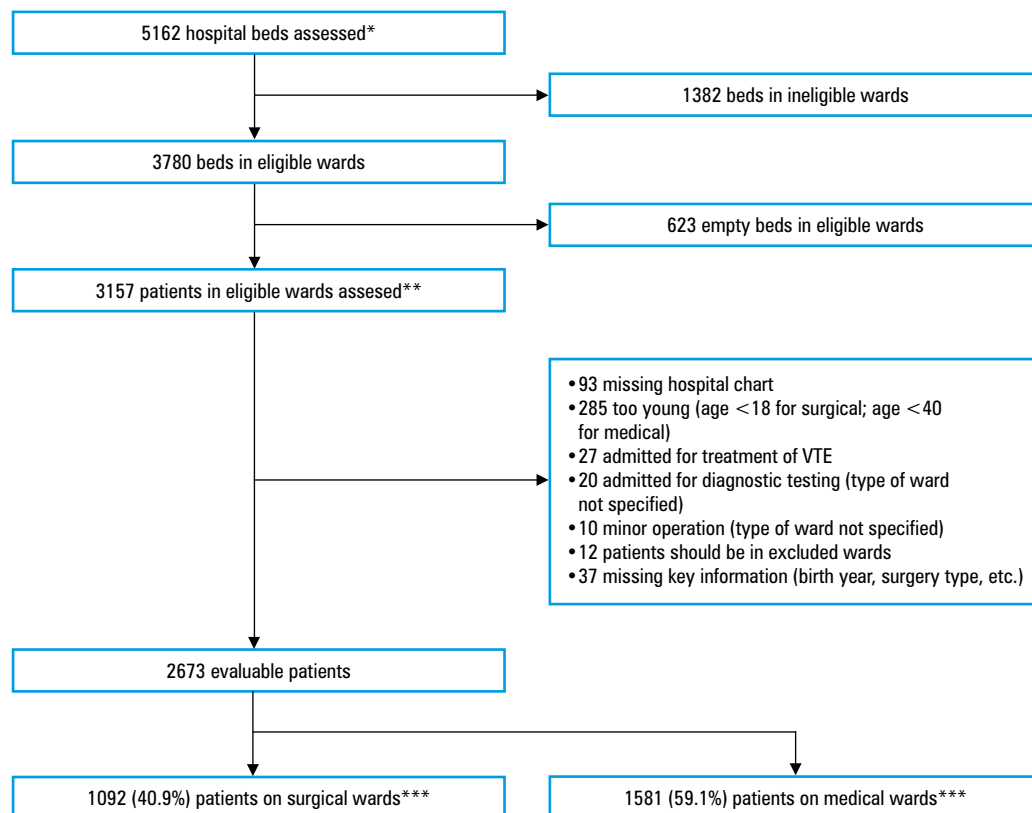 5162 hospital beds assessed*
1382 beds in ineligible wards
3780 beds in eligible wards
623 empty beds in eligible wards
3157 patients in eligible wards assesed**
•93 missing hospital chart
•285 too young (age <18 for surgical; age <40
for medical)
•27 admitted for treatment of VTE
•20 admitted for diagnostic testing (type of ward
not specified)
•10 minor operation (type of ward not specified)
•12 patients should be in excluded wards
•37 missing key information (birth year, surgery type, etc.)
2673 evaluable patients
1092 (40.9%) patients on surgical wards***
1581 (59.1%) patients on medical wards***